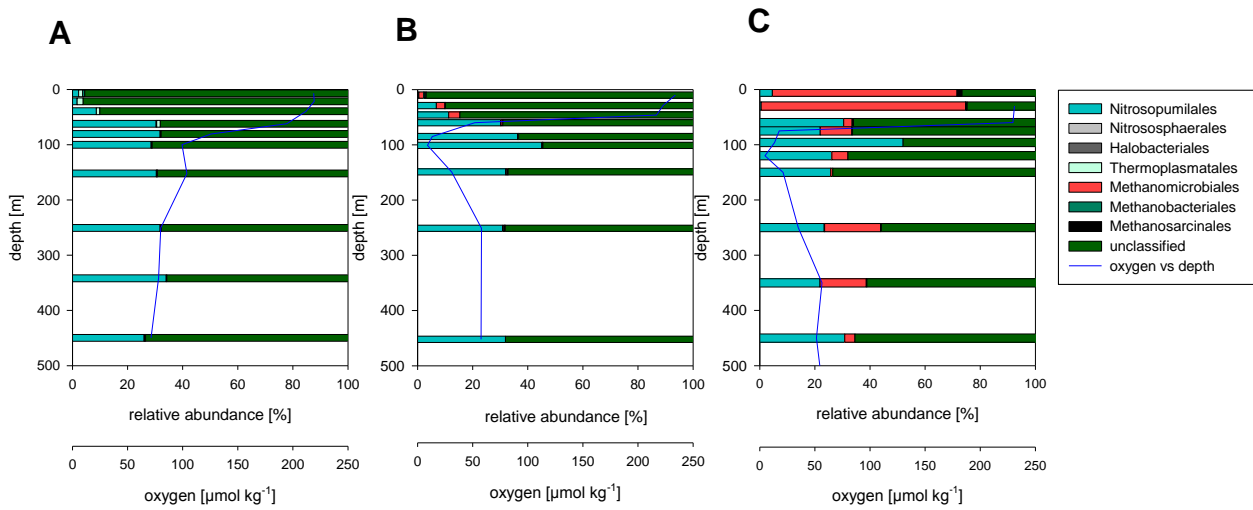 A
B
C
0
100
200
300
400
500
depth [m]
0 20 40 60 80 100
relative abundance [%]
0 50 100 150 200 250
oxygen [µmol kg-1]
0
100
200
300
400
500
depth [m]
0 20 40 60 80 100
relative abundance [%]
0 50 100 150 200 250
oxygen [µmol kg-1]
0
100
200
300
400
500
depth [m]
0 20 40 60 80 100
relative abundance [%]
0 50 100 150 200 250
oxygen [µmol kg-1]
Nitrosopumilales
Nitrososphaerales
Halobacteriales
Thermoplasmatales
Methanomicrobiales
Methanobacteriales
Methanosarcinales
unclassified
oxygen vs depth